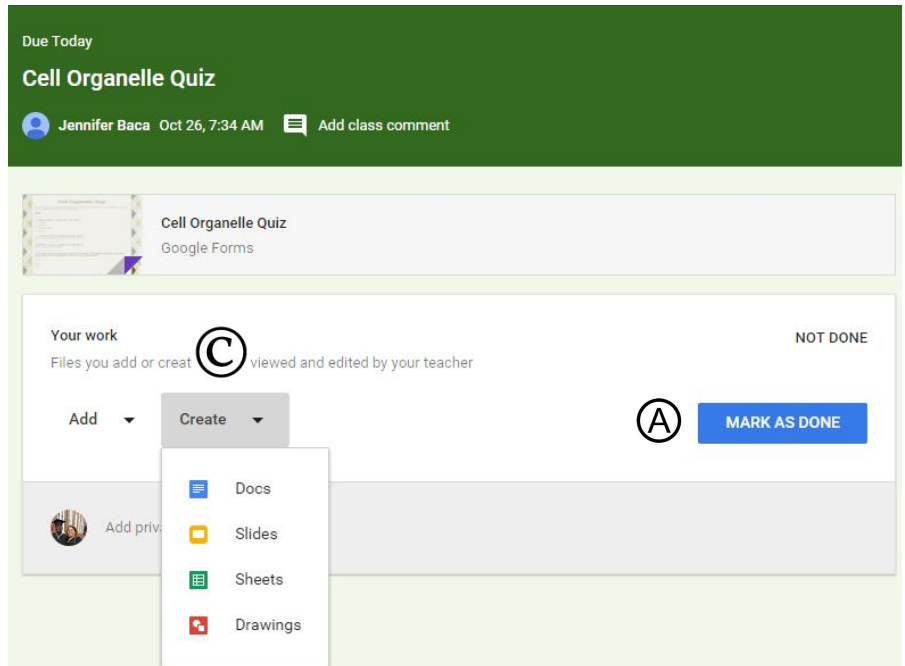 Due Today
Cell Organelle Quiz
Jennifer Baca Oct 26, 7:34 AM Add class comment
Cell Organelle Quiz
Google Forms
Your work
NOT DONE
Files you add or creat © viewed and edited by your teacher
Add Create Ⓐ MARK AS DONE
Docs
Add priv
Slides
Sheets
Drawings